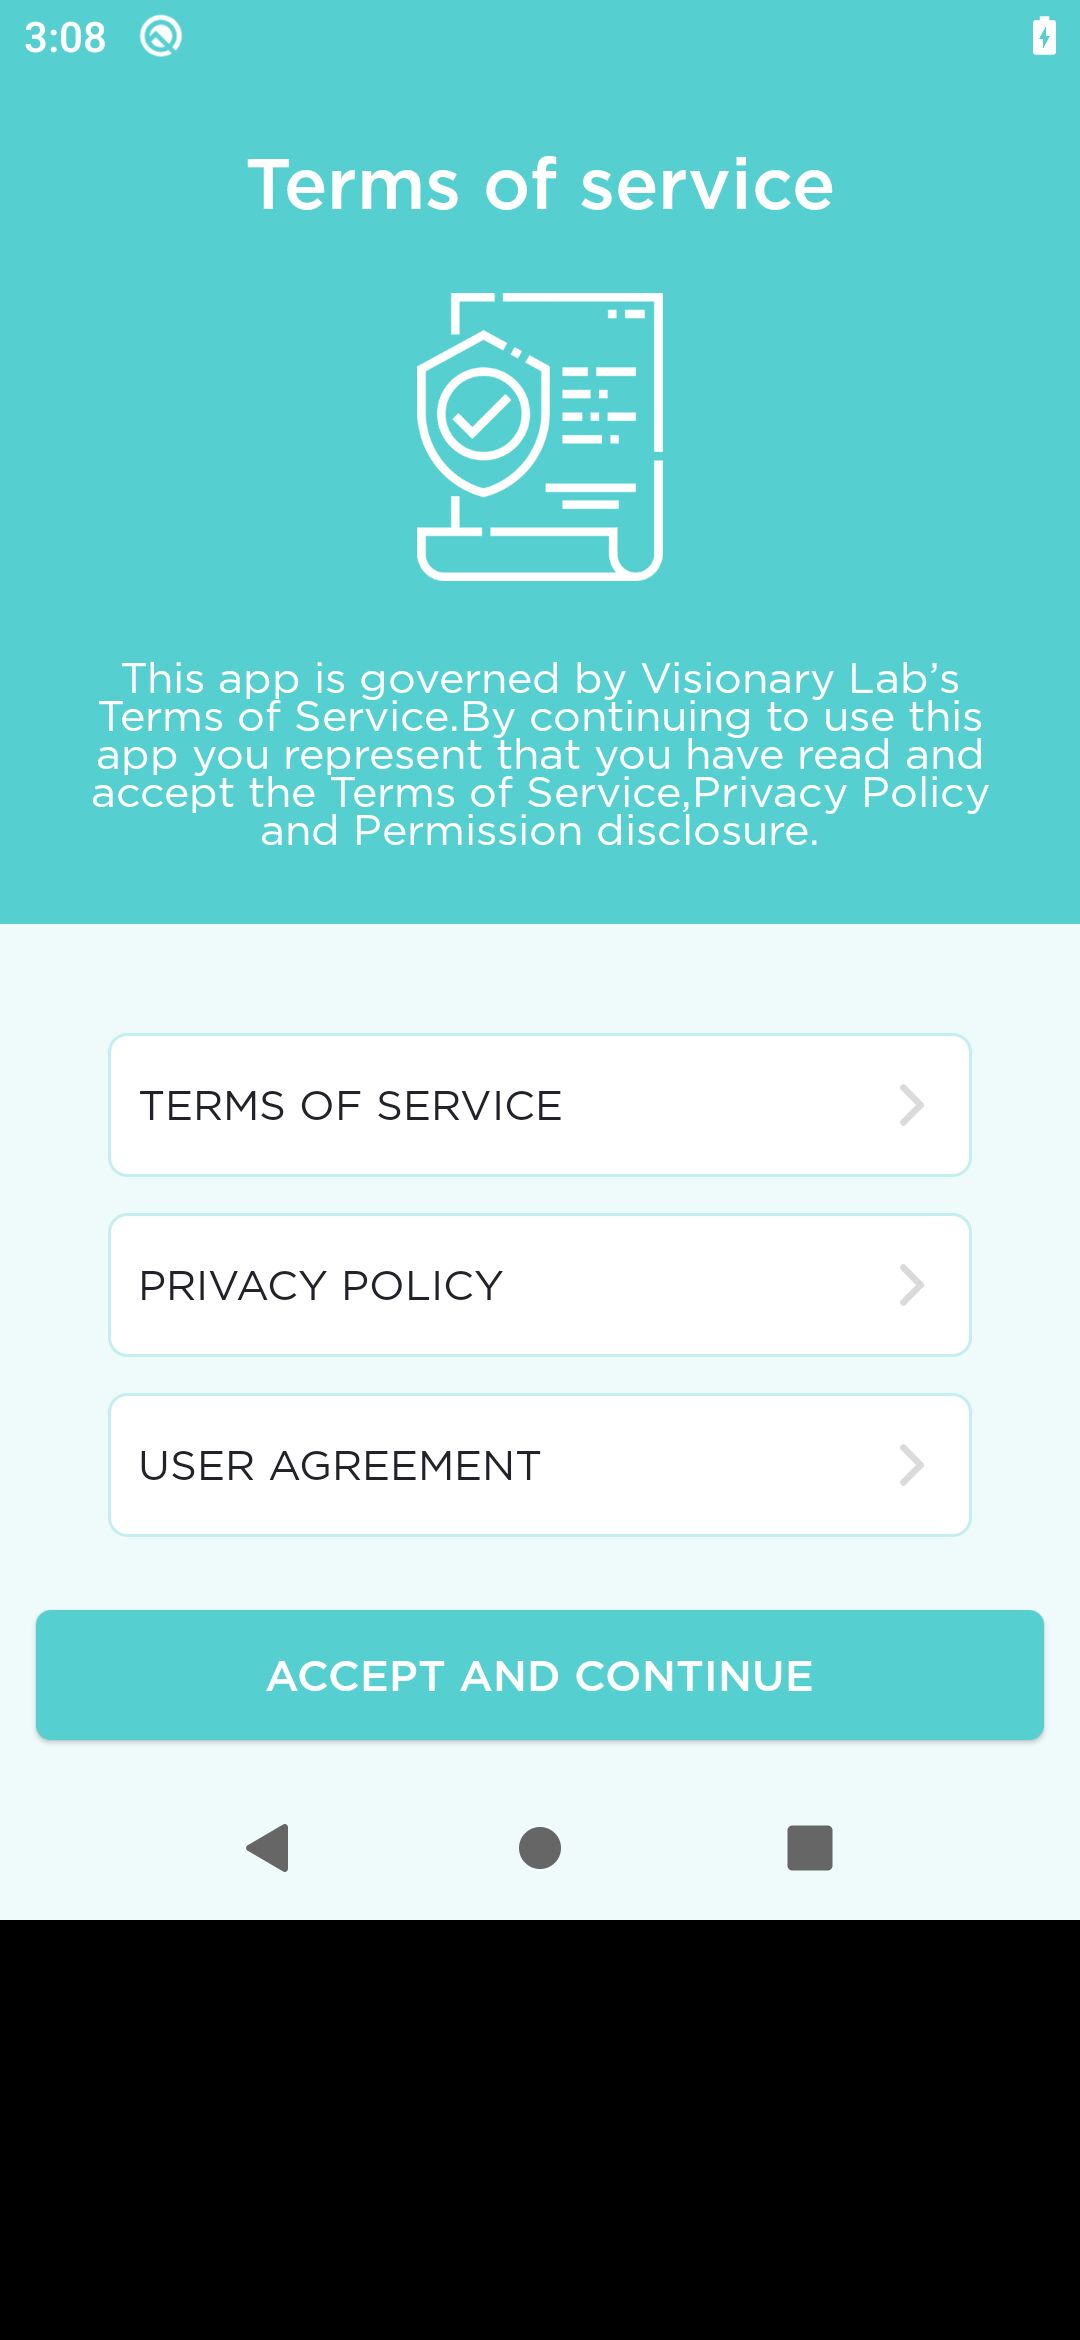 3:08
Terms of service
This app is governed by Visionary Lab’s
Terms of Service.By continuing to use this
app you represent that you have read and
accept the Terms of Service,Privacy Policy
and Permission disclosure.
TERMS OF SERVICE
PRIVACY POLICY
USER AGREEMENT
ACCEPT AND CONTINUE